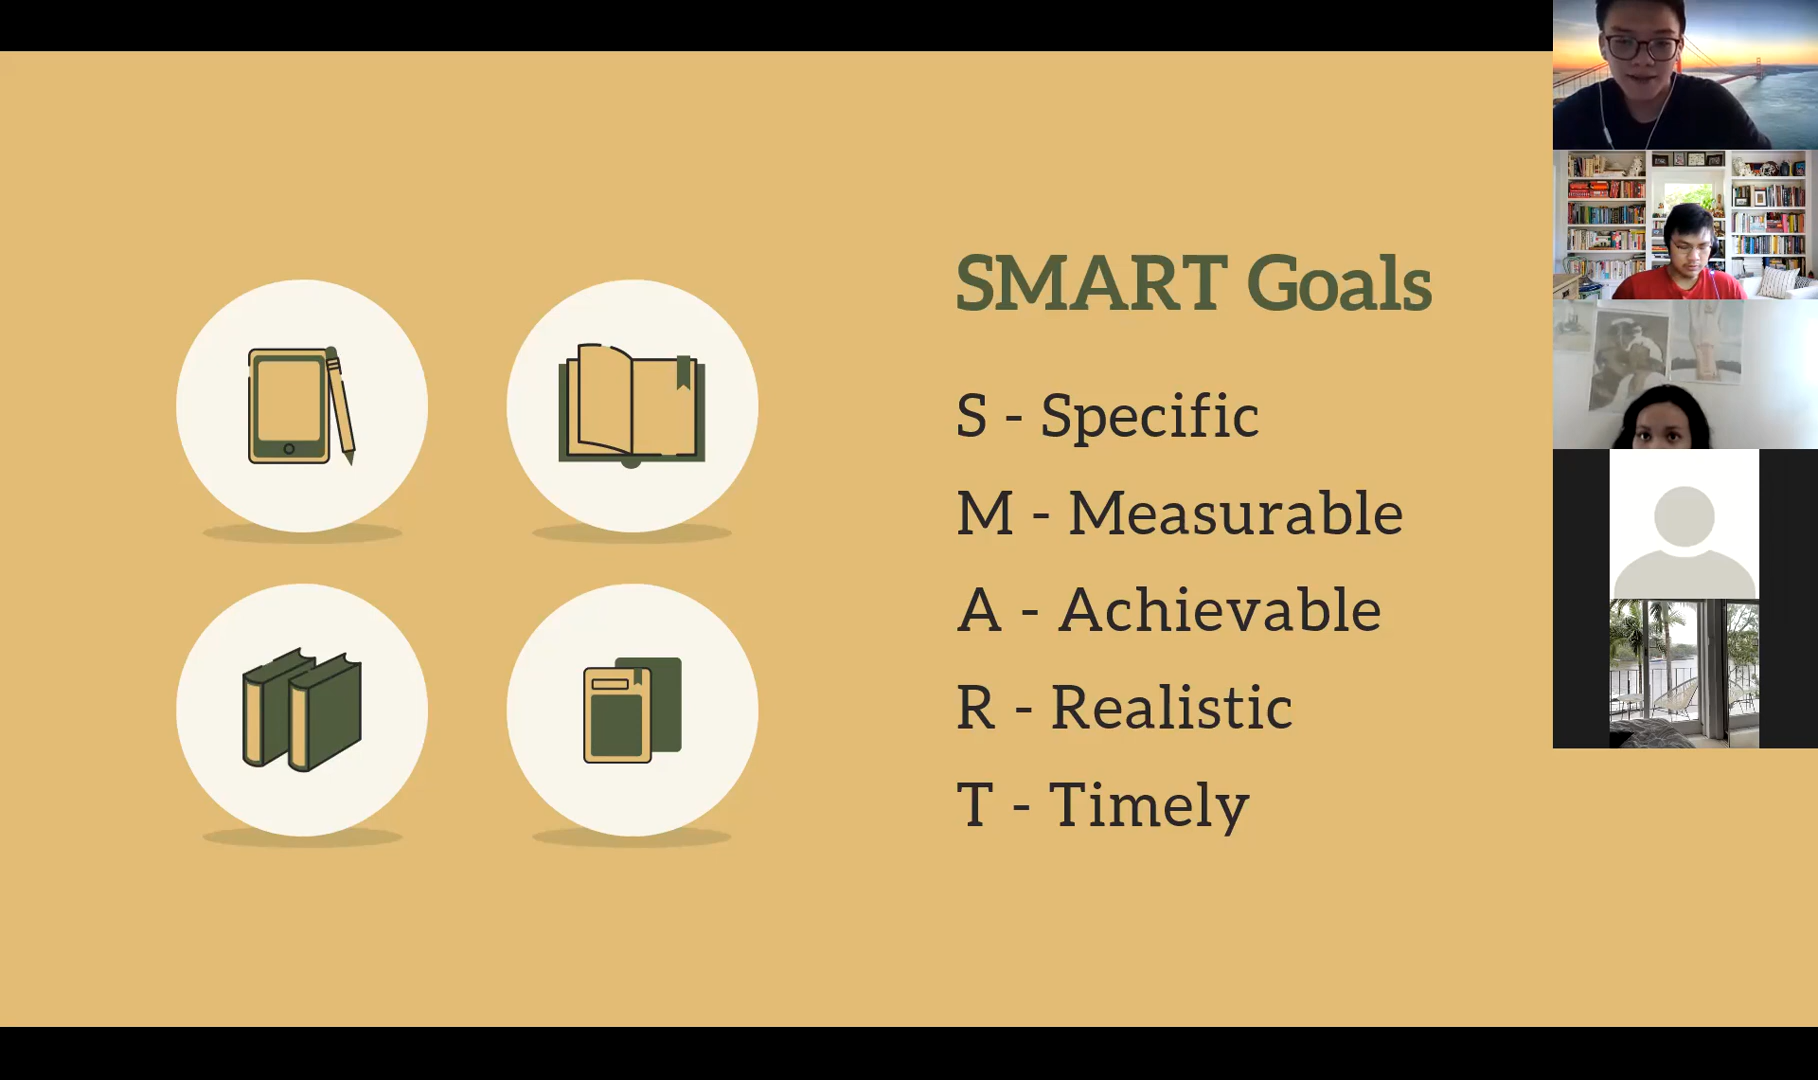 SMART Goals
S - Specific
M - Measurable
A - Achievable
R - Realistic
T - Timely